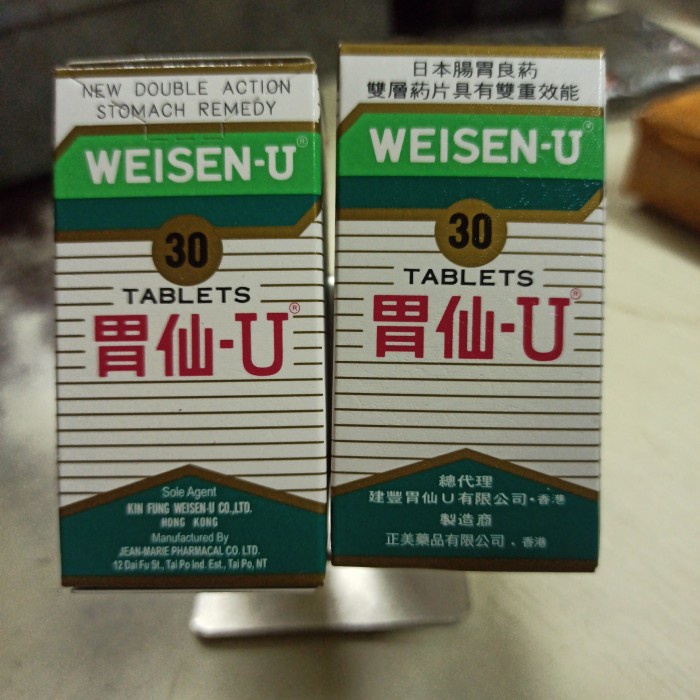 NEW DOUBLE ACTION
STOMACH REMEDY
WEISEN-U®
30
TABLETS
胃仙-U®
Sole Agent
KIN FUNG WEISEN-U CO.,LTD.
HONG KONG
Manufactured By
JEAN-MARIE PHARMACAL CO. LTD.
12 Dai Fu St., Tai Po Ind. Est., Tai Po, NT
日本腸胃良葯
雙層葯片具有雙重效能
WEISEN-U®
30
TABLETS
胃仙-U®
總代理
建豐胃仙U有限公司·香港
製造商
正美藥品有限公司、香港